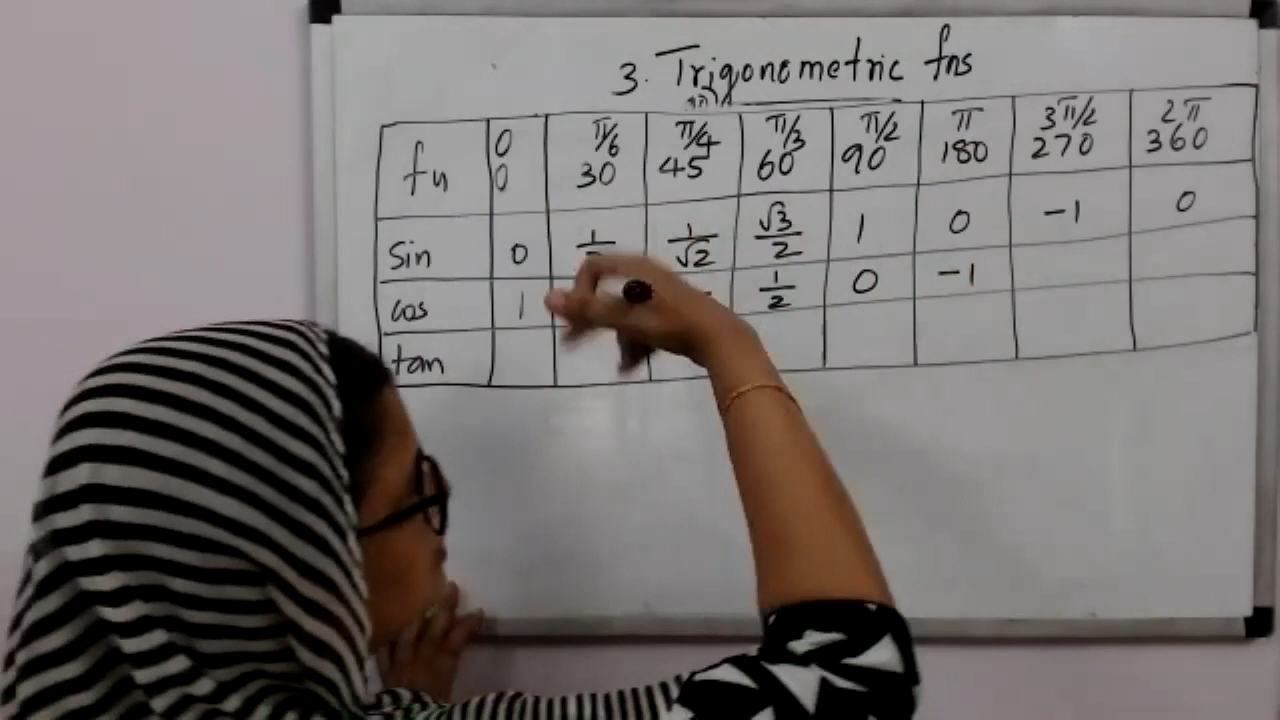 3. Trigonometric fns
fn 0 π/6 π/4 π/3 π/2 π 3π/2 2π
0 30 45 60 90 180 270 360
Sin 0 1 1/√2 √3/2 1 0 -1 0
cos 1 1/2 0 -1
tan